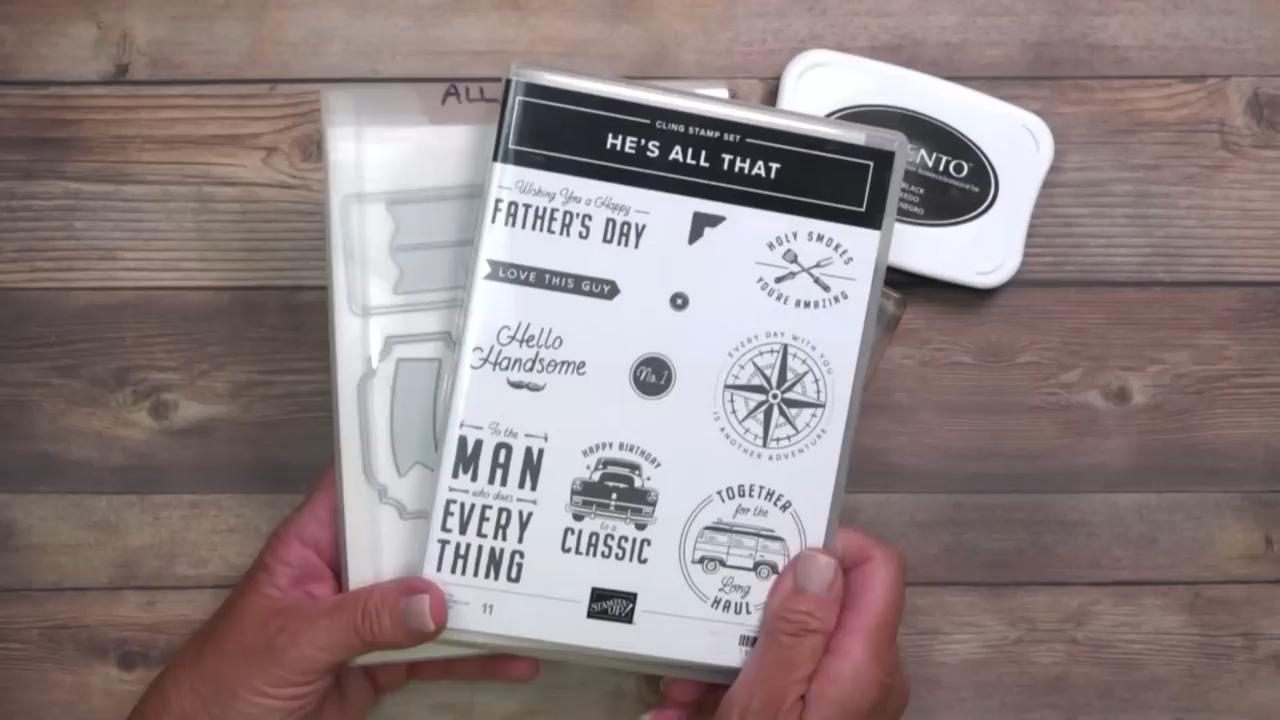 ALL
CLING STAMP SET
HE'S ALL THAT
Wishing You a Happy
FATHER'S DAY
HOLY SMOKES
YOU'RE AMAZING
LOVE THIS GUY
Hello
Handsome
No. 1
EVERY DAY WITH YOU
IS ANOTHER ADVENTURE
To the
MAN
who does
EVERY
THING
HAPPY BIRTHDAY
to a
CLASSIC
TOGETHER
for the
Long
HAUL
11
STAMPIN'
UP!
ENTO
BLACK
NEGRO